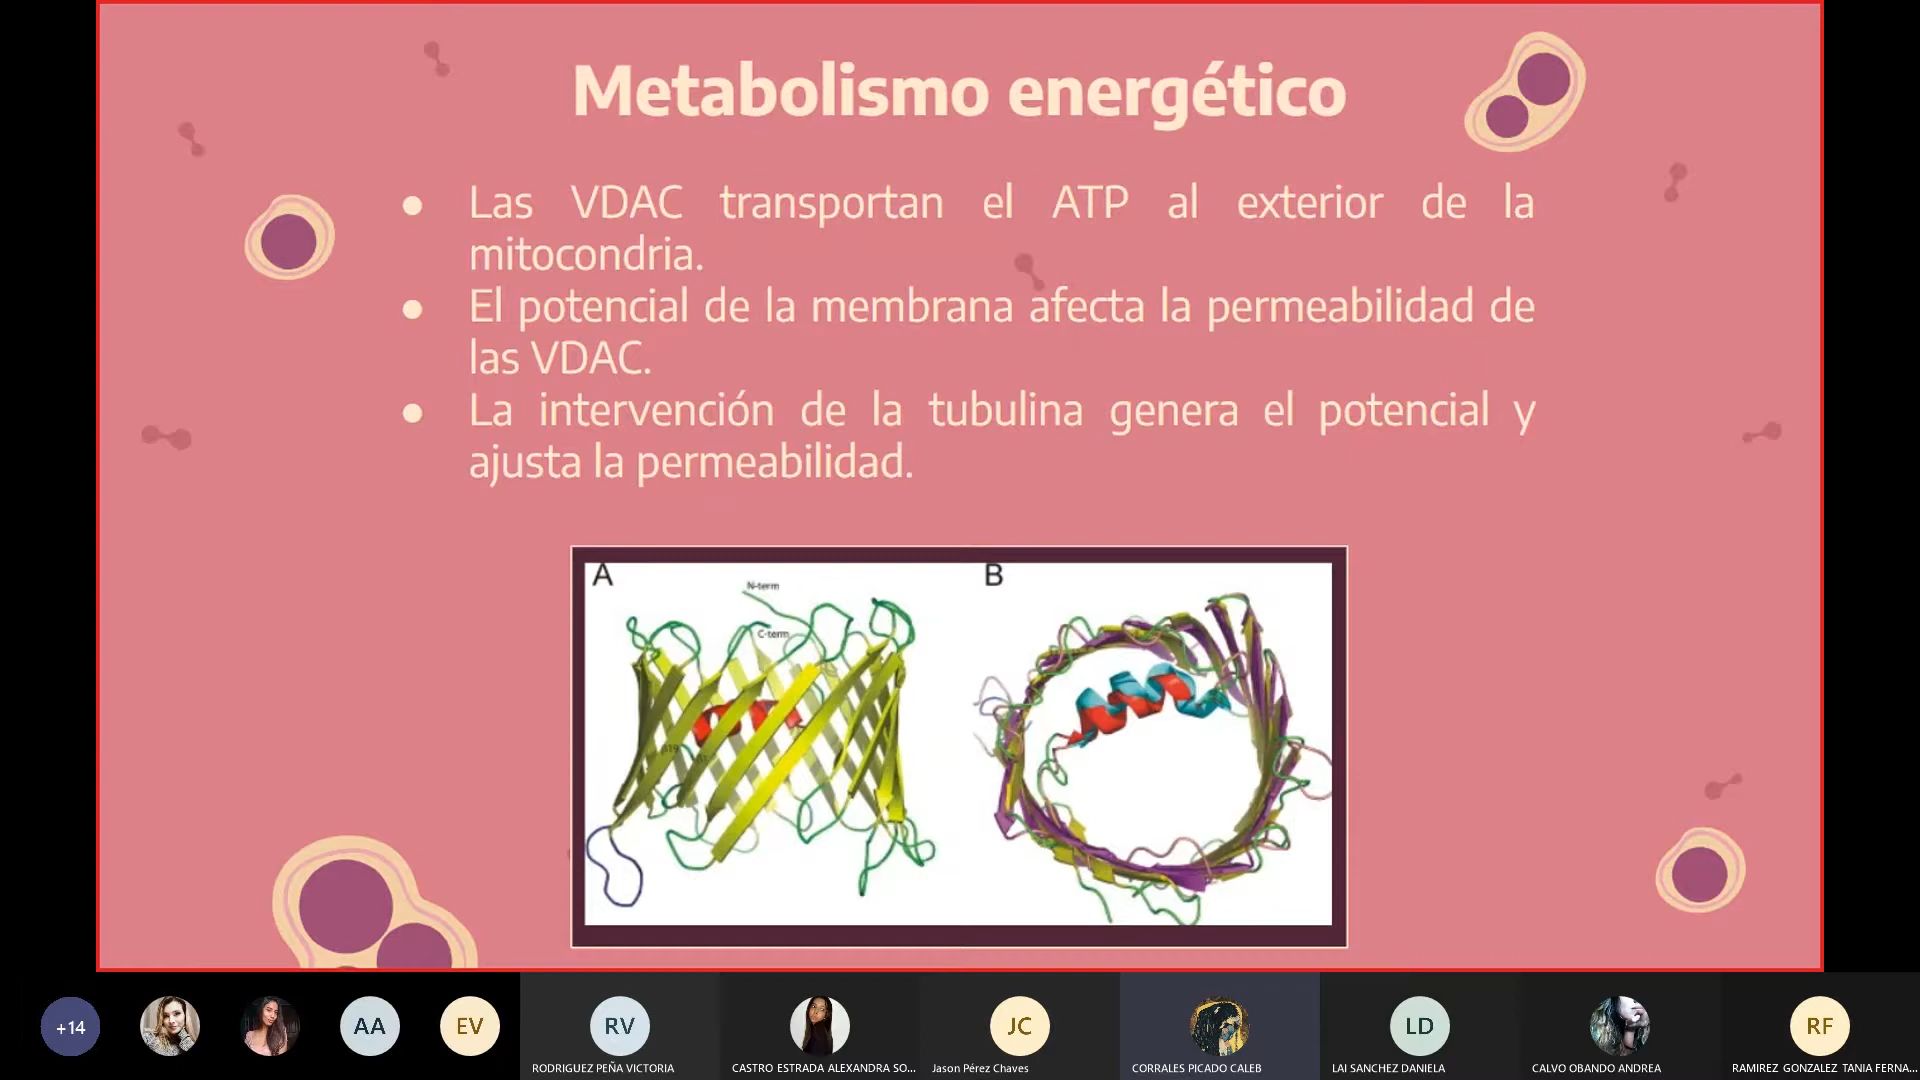 Metabolismo energético
● Las VDAC transportan el ATP al exterior de la
mitocondria.
● El potencial de la membrana afecta la permeabilidad de
las VDAC.
● La intervención de la tubulina genera el potencial y
ajusta la permeabilidad.
A
B
N-term
C-term
β19
+14
AA
EV
RV
JC
LD
RF
RODRIGUEZ PEÑA VICTORIA
CASTRO ESTRADA ALEXANDRA SO...
Jason Pérez Chaves
CORRALES PICADO CALEB
LAI SANCHEZ DANIELA
CALVO OBANDO ANDREA
RAMIREZ GONZALEZ TANIA FERNA...